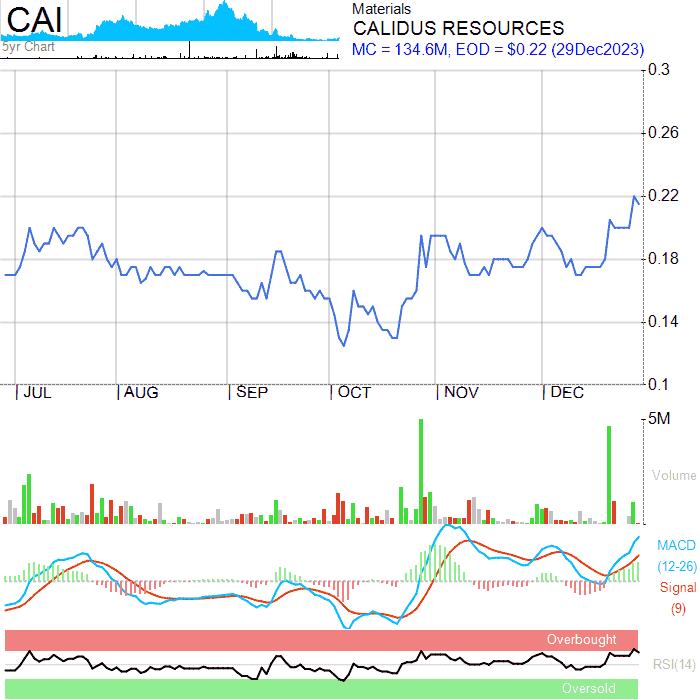 CAI
5yr Chart
Materials
CALIDUS RESOURCES
MC = 134.6M, EOD = $0.22 (29Dec2023)
0.3
0.26
0.22
0.18
0.14
0.1
JUL AUG SEP OCT NOV DEC
5M
Volume
MACD
(12-26)
Signal
(9)
Overbought
RSI(14)
Oversold